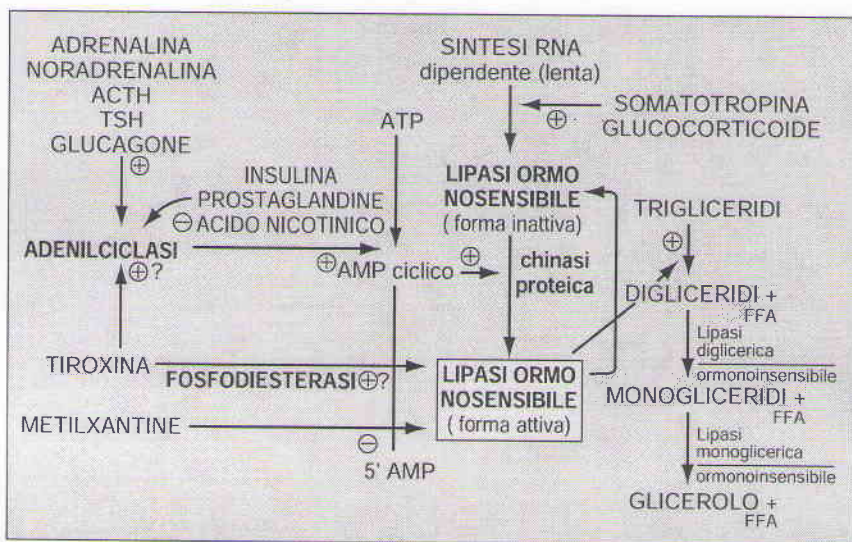 ADRENALINA
NORADRENALINA
ACTH
TSH
GLUCAGONE
⊕
INSULINA
PROSTAGLANDINE
⊖ ACIDO NICOTINICO
ADENILCICLASI
⊕?
TIROXINA
FOSFODIESTERASI ⊕?
METILXANTINE
⊖
ATP
⊕ AMP ciclico
⊕
5' AMP
SINTESI RNA
dipendente (lenta)
⊕
SOMATOTROPINA
GLUCOCORTICOIDE
LIPASI ORMO
NOSENSIBILE
( forma inattiva)
chinasi
proteica
LIPASI ORMO
NOSENSIBILE
( forma attiva)
TRIGLICERIDI
⊕
DIGLICERIDI +
FFA
Lipasi
diglicerica
ormonoinsensibile
MONOGLICERIDI +
FFA
Lipasi
monoglicerica
ormonoinsensibile
GLICEROLO +
FFA